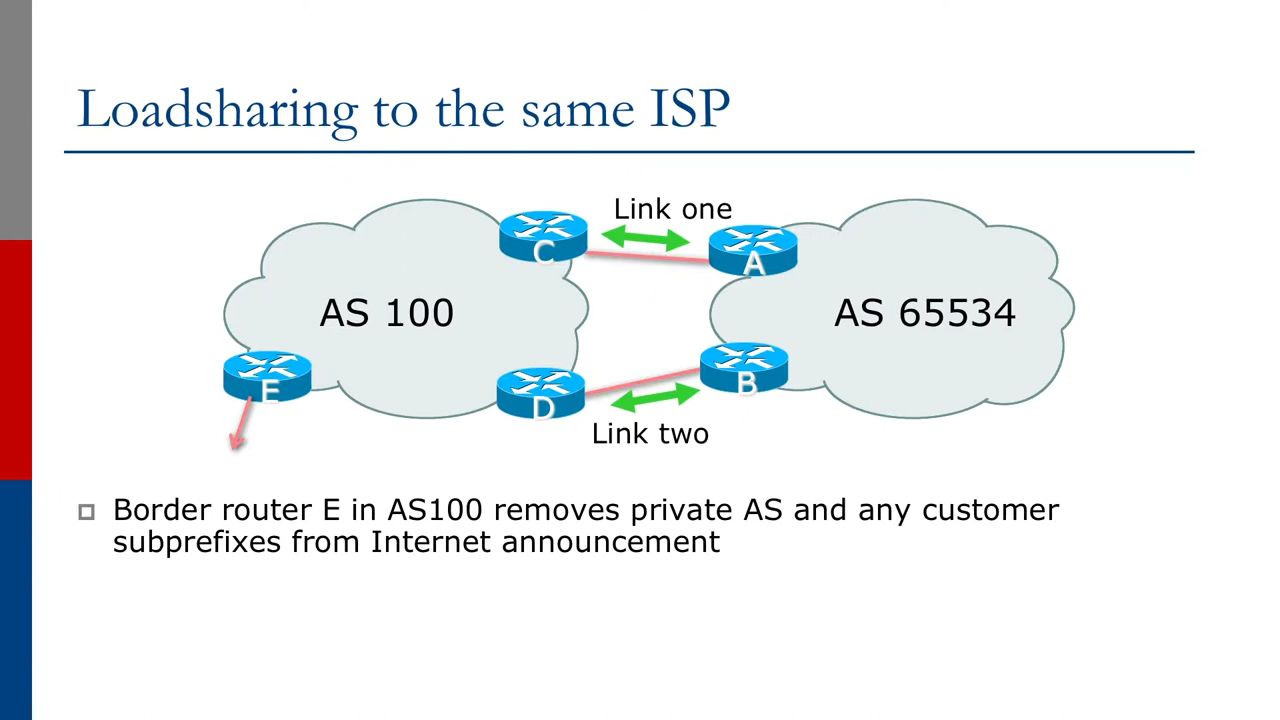 Loadsharing to the same ISP
Link one
C
A
AS 100
AS 65534
E
D
B
Link two
Border router E in AS100 removes private AS and any customer
subprefixes from Internet announcement